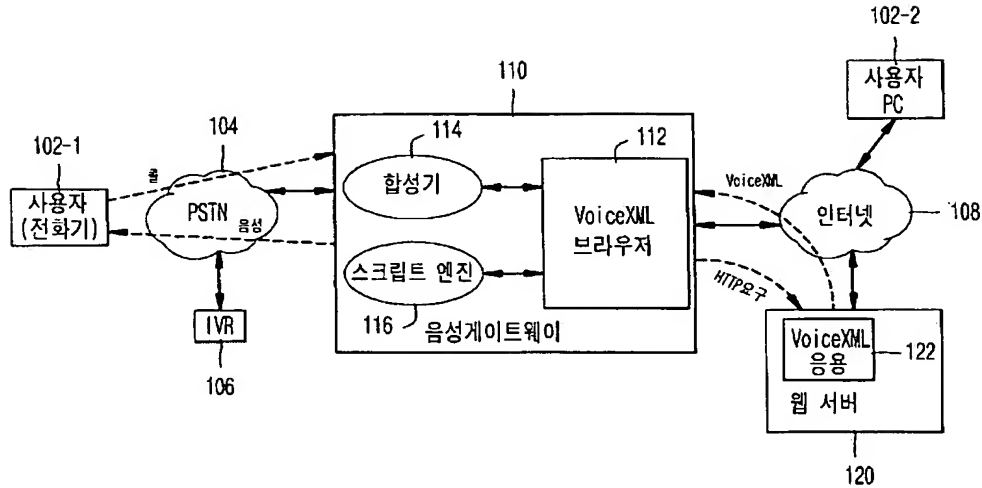 102-2
사용자
PC
110
114
112
104
102-1
합성기
VoiceXML
사용자
(전화기)
PSTN
음성
VoiceXML
브라우저
인터넷
108
스크립트 엔진
HTTP요구
116
음성게이트웨이
IVR
106
VoiceXML
응용
122
웹 서버
120